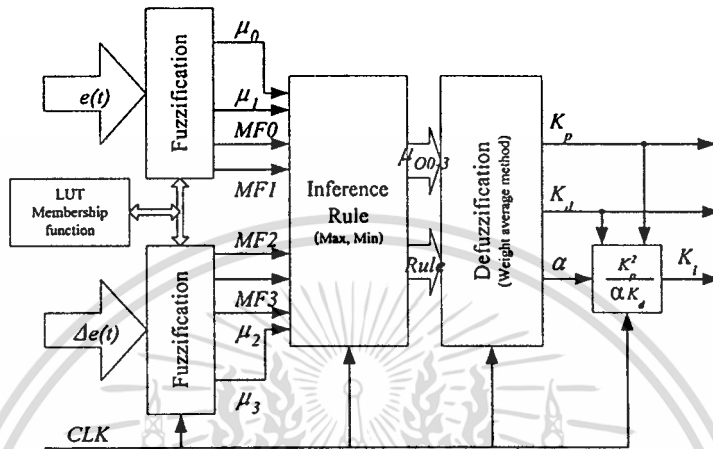 e(t)
Fuzzification
μ0
μ1
MF0
MF1
LUT
Membership
function
Δe(t)
Fuzzification
MF2
MF3
μ2
μ3
CLK
Inference
Rule
(Max, Min)
μO0-3
Rule
Defuzzification
(Weight average method)
Kp
Kd
α
Kp²
αKd
Ki